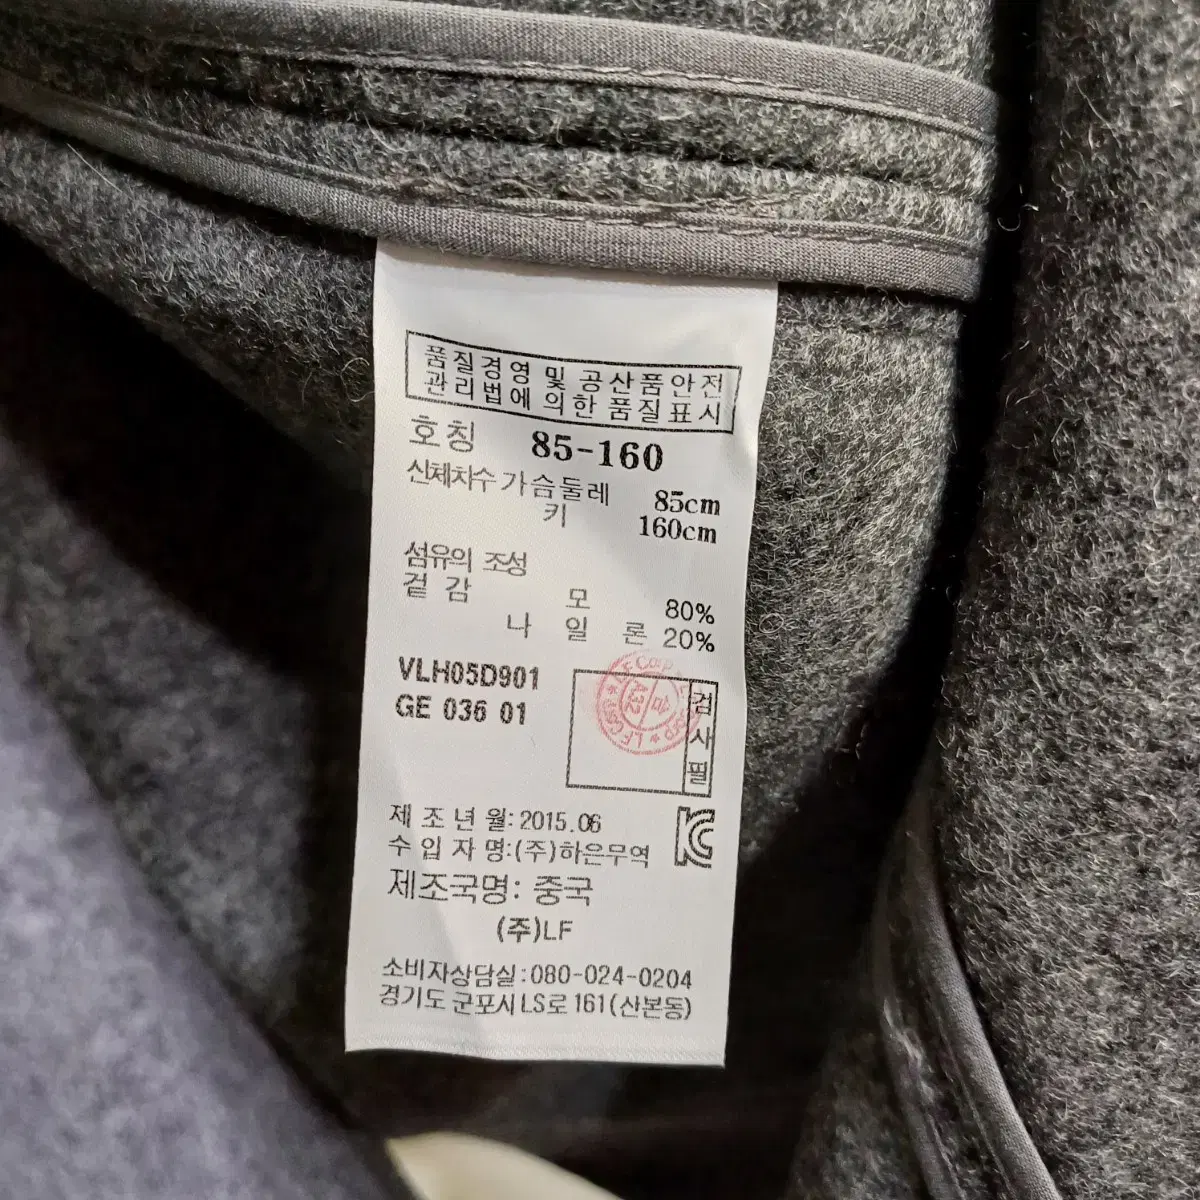 품질경영 및 공산품안전
관리법에 의한 품질표시
호칭 85-160
신체치수 가슴둘레 85cm
키 160cm
섬유의 조성
겉감 모 80%
나일론 20%
VLH05D901
GE 036 01
검사필
LF Corp
A32
제조년월: 2015.06
수입자명:(주)하은무역
제조국명: 중국
(주)LF
소비자상담실:080-024-0204
경기도 군포시 LS로 161(산본동)